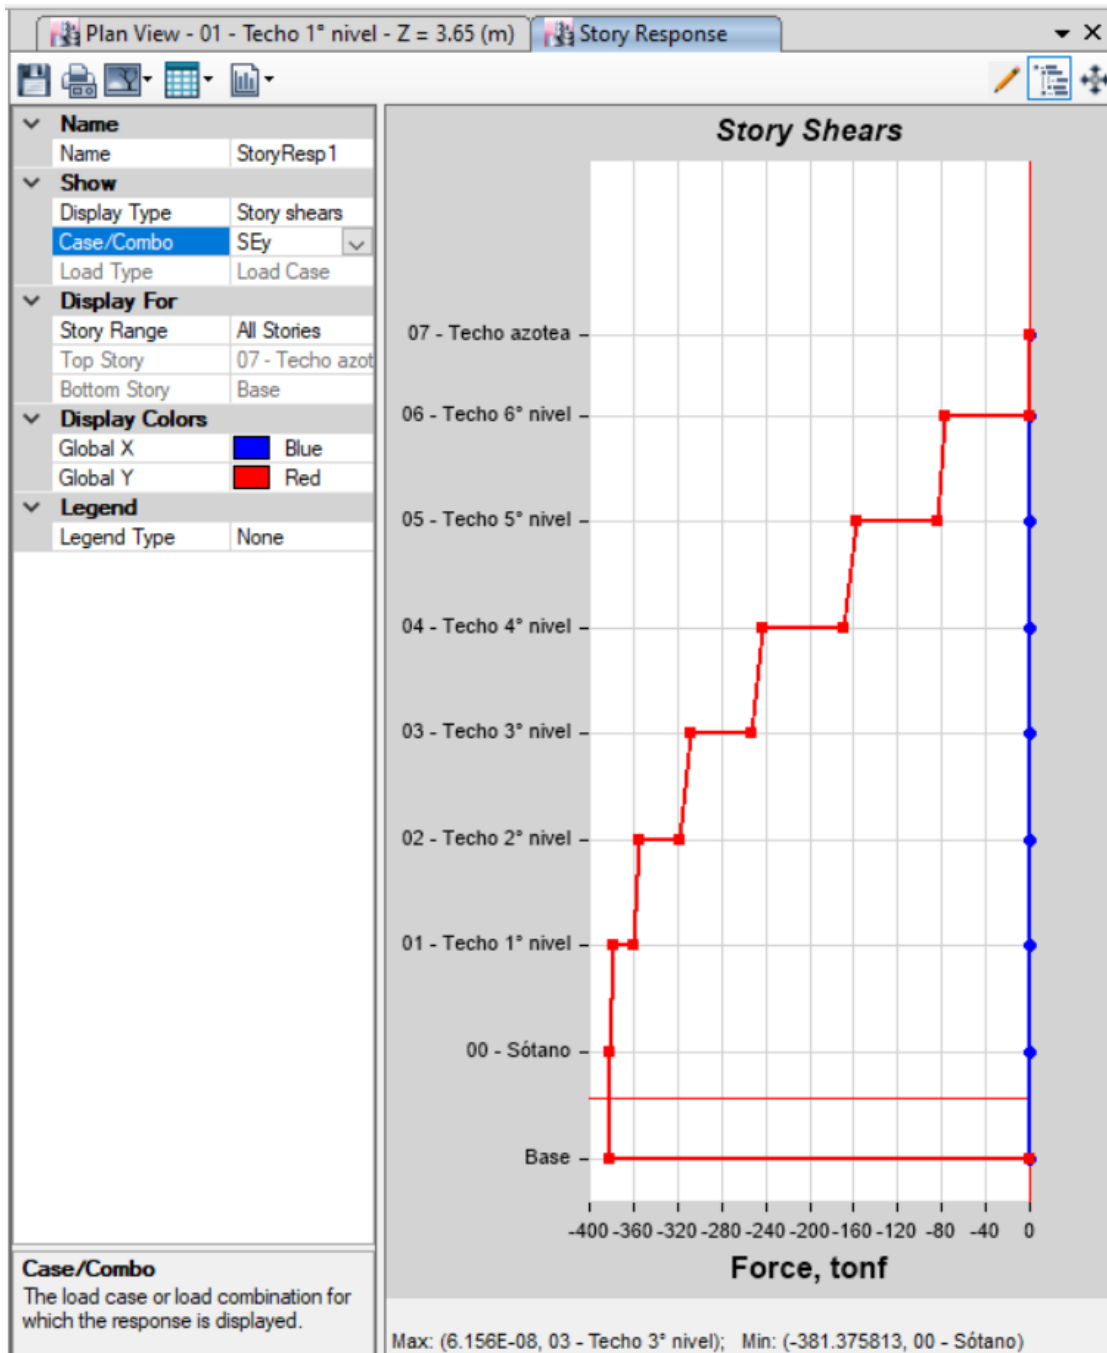 Plan View - 01 - Techo 1° nivel - Z = 3.65 (m)
Story Response
Name
Name StoryResp1
Show
Display Type Story shears
Case/Combo SEy
Load Type Load Case
Display For
Story Range All Stories
Top Story 07 - Techo azot
Bottom Story Base
Display Colors
Global X Blue
Global Y Red
Legend
Legend Type None
Case/Combo
The load case or load combination for
which the response is displayed.
Story Shears
07 - Techo azotea
06 - Techo 6° nivel
05 - Techo 5° nivel
04 - Techo 4° nivel
03 - Techo 3° nivel
02 - Techo 2° nivel
01 - Techo 1° nivel
00 - Sótano
Base
-400 -360 -320 -280 -240 -200 -160 -120 -80 -40 0
Force, tonf
Max: (6.156E-08, 03 - Techo 3° nivel); Min: (-381.375813, 00 - Sótano)